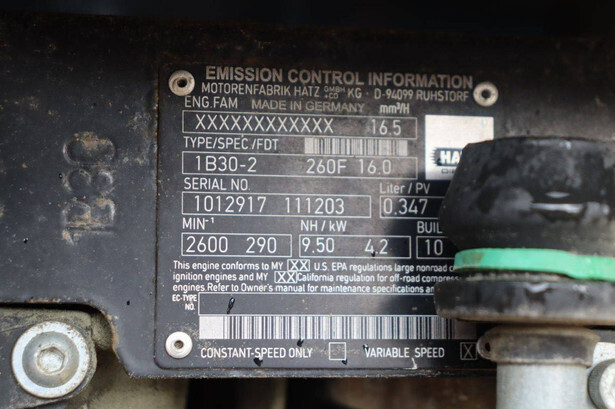 EMISSION CONTROL INFORMATION
MOTORENFABRIK HATZ GMBH +CO KG · D-94099 RUHSTORF
ENG.FAM MADE IN GERMANY mm³/H
XXXXXXXXXXXX 16.5
TYPE/SPEC/FDT
1B30-2 260F 16.0
SERIAL NO. Liter/PV
1012917 111203 0.347
MIN⁻¹ NH/kW
2600 290 9.50 4.2 10
This engine conforms to MY XX U.S. EPA regulations large nonroad
ignition engines and MY XX California regulation for off-road
Refer to Owner's manual for maintenance specifications
EC-TYPE
NO.
CONSTANT-SPEED ONLY VARIABLE SPEED X
1B30